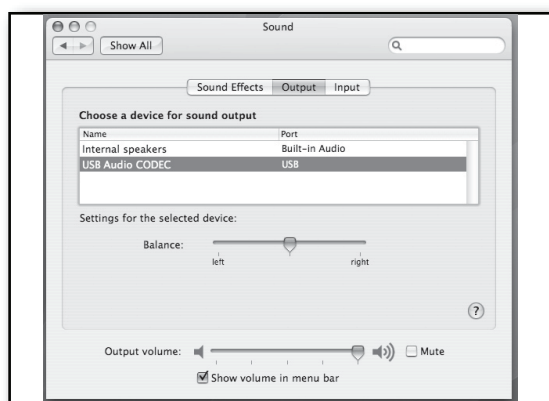 Sound
Show All
Sound Effects Output Input
Choose a device for sound output
Name Port
Internal speakers Built-in Audio
USB Audio CODEC USB
Settings for the selected device:
Balance:
left right
?
Output volume: Mute
Show volume in menu bar